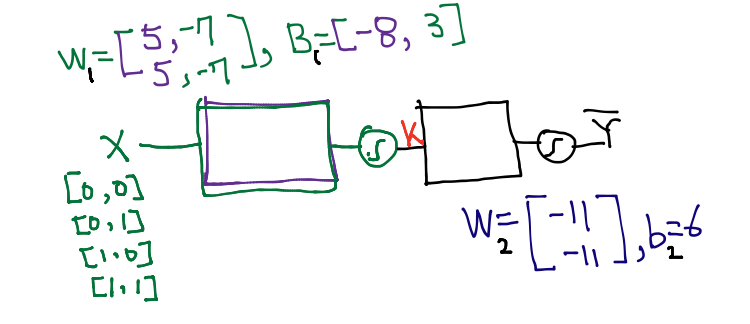 W₁=[5,-7
5,-7], B₁=[-8, 3]
X
K
Y̅
[0,0]
[0,1]
[1,0]
[1,1]
W₂=[-11
-11], b₂=6